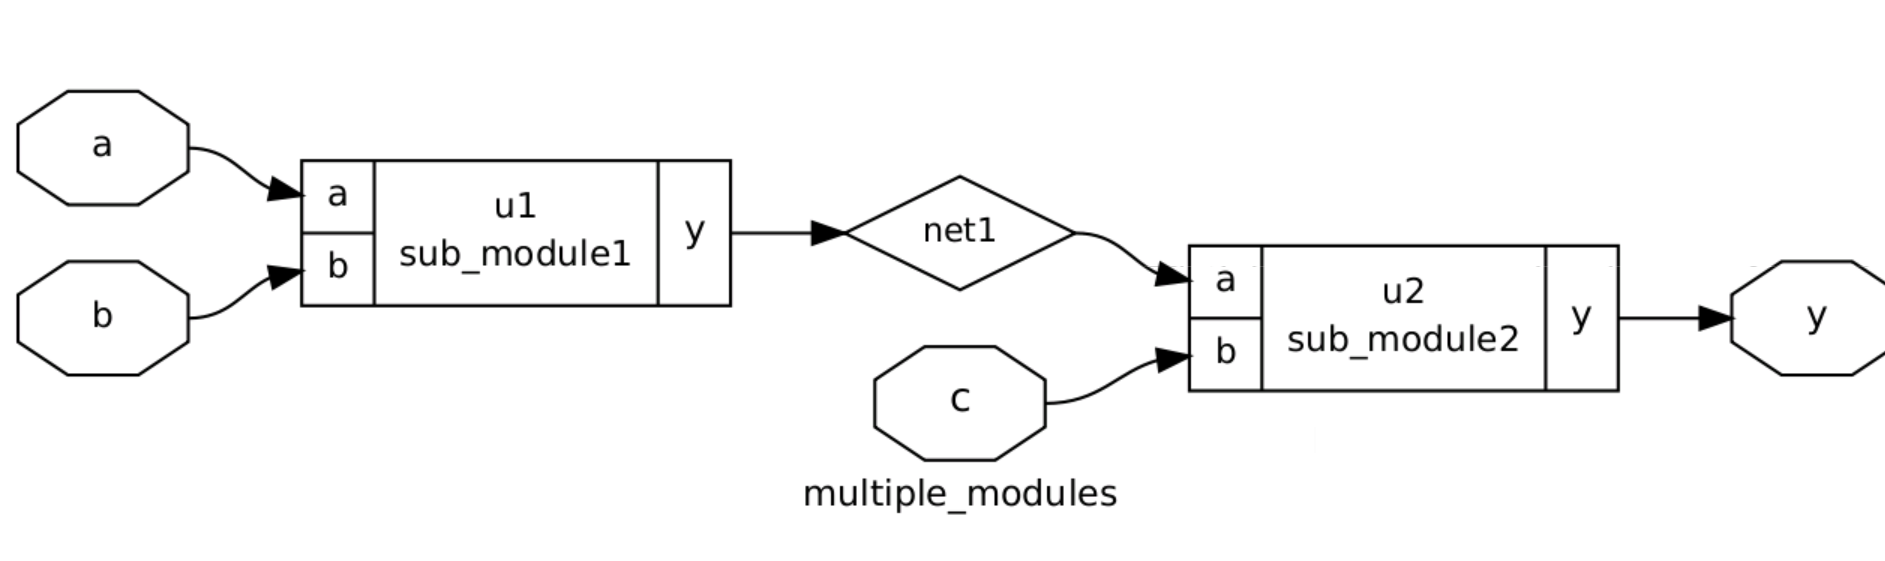 a
b
a
b
u1
sub_module1
y
net1
c
a
b
u2
sub_module2
y
y
multiple_modules